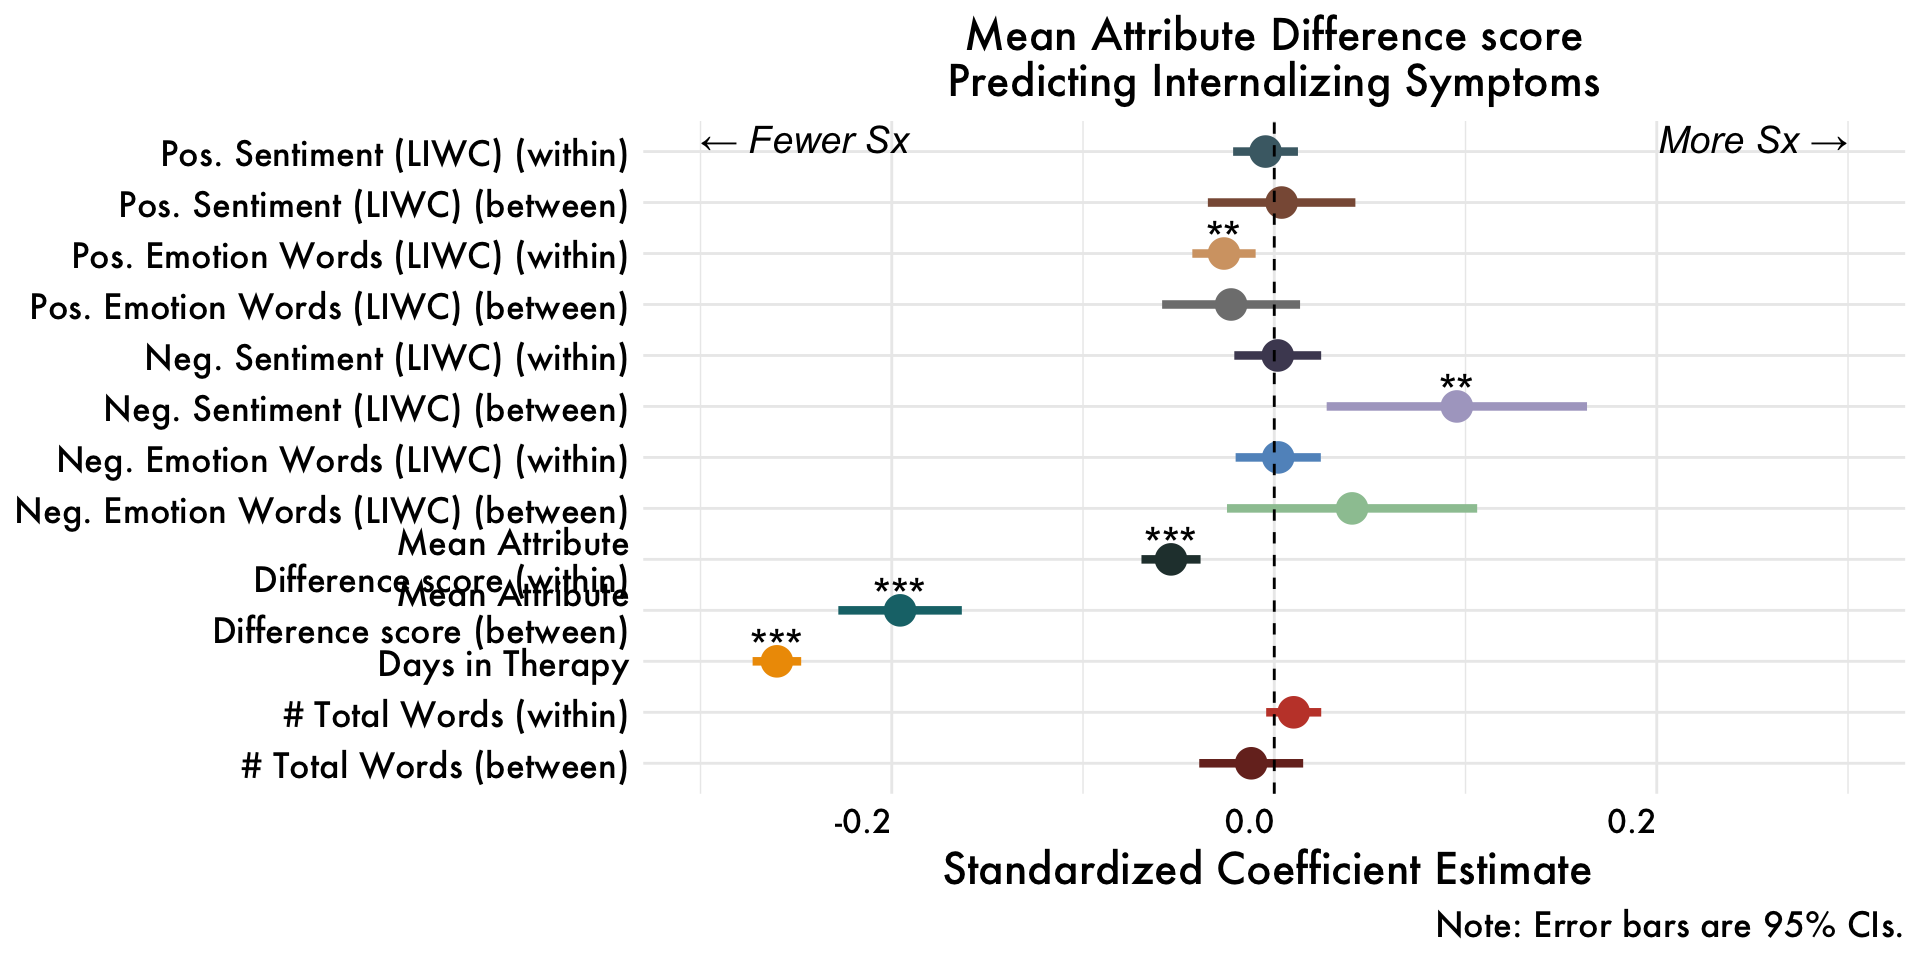 Mean Attribute Difference score
Predicting Internalizing Symptoms
← Fewer Sx
More Sx →
Pos. Sentiment (LIWC) (within)
Pos. Sentiment (LIWC) (between)
**
Pos. Emotion Words (LIWC) (within)
Pos. Emotion Words (LIWC) (between)
Neg. Sentiment (LIWC) (within)
**
Neg. Sentiment (LIWC) (between)
Neg. Emotion Words (LIWC) (within)
Neg. Emotion Words (LIWC) (between)
***
Mean Attribute
Difference score (within)
***
Mean Attribute
Difference score (between)
***
Days in Therapy
# Total Words (within)
# Total Words (between)
-0.2
0.0
0.2
Standardized Coefficient Estimate
Note: Error bars are 95% CIs.